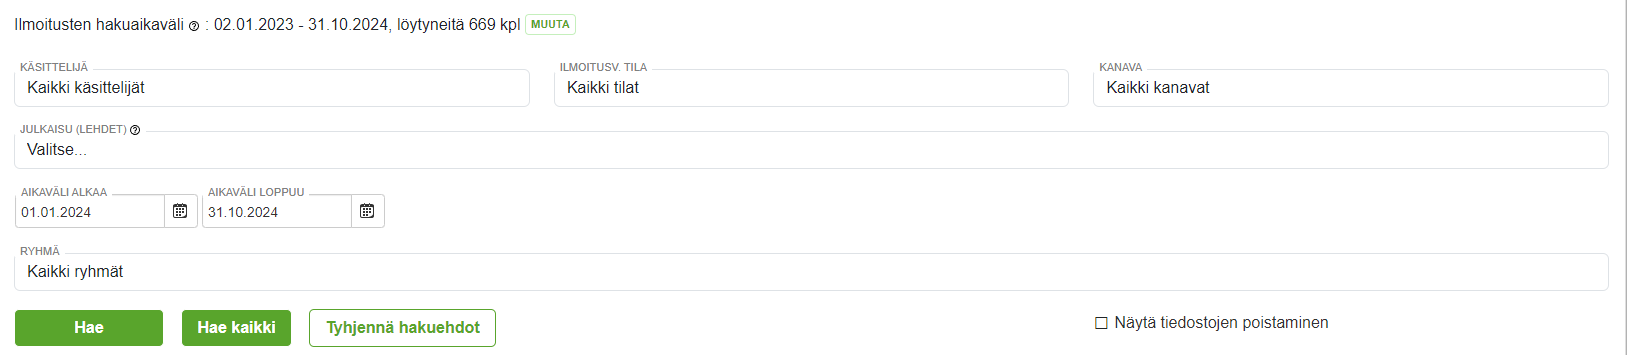 Ilmoitusten hakuaikaväli : 02.01.2023 - 31.10.2024, löytyneitä 669 kpl MUUTA
KÄSITTELIJÄ ILMOITUSV. TILA KANAVA
Kaikki käsittelijät Kaikki tilat Kaikki kanavat
JULKAISU (LEHDET)
Valitse...
AIKAVÄLI ALKAA AIKAVÄLI LOPPUU
01.01.2024 31.10.2024
RYHMÄ
Kaikki ryhmät
Hae Hae kaikki Tyhjennä hakuehdot Näytä tiedostojen poistaminen